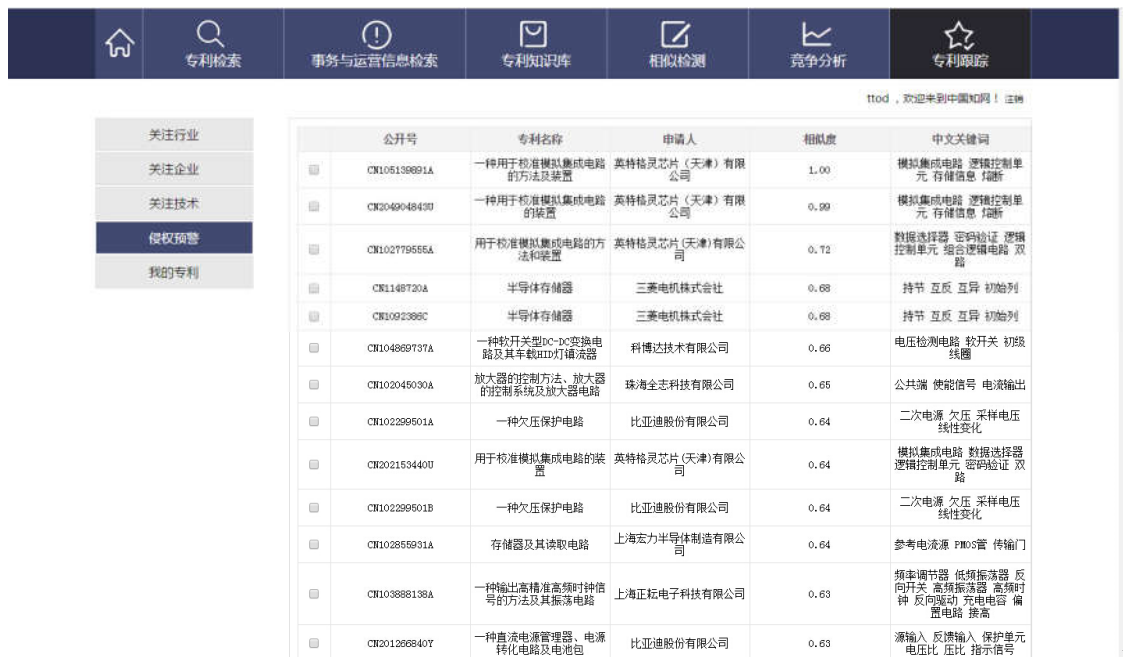 专利检索
事务与运营信息检索
专利知识库
相似检测
竞争分析
专利跟踪
ttod ，欢迎来到中国知网！ 注销
关注行业
关注企业
关注技术
侵权预警
我的专利
公开号 专利名称 申请人 相似度 中文关键词
CN105139891A 一种用于校准模拟集成电路的方法及装置 英特格灵芯片（天津）有限公司 1.00 模拟集成电路 逻辑控制单元 存储信息 熔断
CN204904843U 一种用于校准模拟集成电路的装置 英特格灵芯片（天津）有限公司 0.99 模拟集成电路 逻辑控制单元 存储信息 熔断
CN102779555A 用于校准模拟集成电路的方法和装置 英特格灵芯片(天津)有限公司 0.72 数据选择器 密码验证 逻辑控制单元 组合逻辑电路 双路
CN1148720A 半导体存储器 三菱电机株式会社 0.68 持节 互反 互异 初始列
CN1092386C 半导体存储器 三菱电机株式会社 0.68 持节 互反 互异 初始列
CN104869737A 一种软开关型DC-DC变换电路及其车载HID灯镇流器 科博达技术有限公司 0.66 电压检测电路 软开关 初级线圈
CN102045030A 放大器的控制方法、放大器的控制系统及放大器电路 珠海全志科技有限公司 0.65 公共端 使能信号 电流输出
CN102299501A 一种欠压保护电路 比亚迪股份有限公司 0.64 二次电源 欠压 采样电压 线性变化
CN202153440U 用于校准模拟集成电路的装置 英特格灵芯片(天津)有限公司 0.64 模拟集成电路 数据选择器 逻辑控制单元 密码验证 双路
CN102299501B 一种欠压保护电路 比亚迪股份有限公司 0.64 二次电源 欠压 采样电压 线性变化
CN102855931A 存储器及其读取电路 上海宏力半导体制造有限公司 0.64 参考电流源 PMOS管 传输门
CN103888138A 一种输出高精准高频时钟信号的方法及其振荡电路 上海正耘电子科技有限公司 0.63 频率调节器 低频振荡器 反向开关 高频振荡器 高频时钟 反向驱动 充电电容 偏置电路 接高
CN201266840Y 一种直流电源管理器、电源转化电路及电池包 比亚迪股份有限公司 0.63 源输入 反馈输入 保护单元 电压比 压比 指示信号